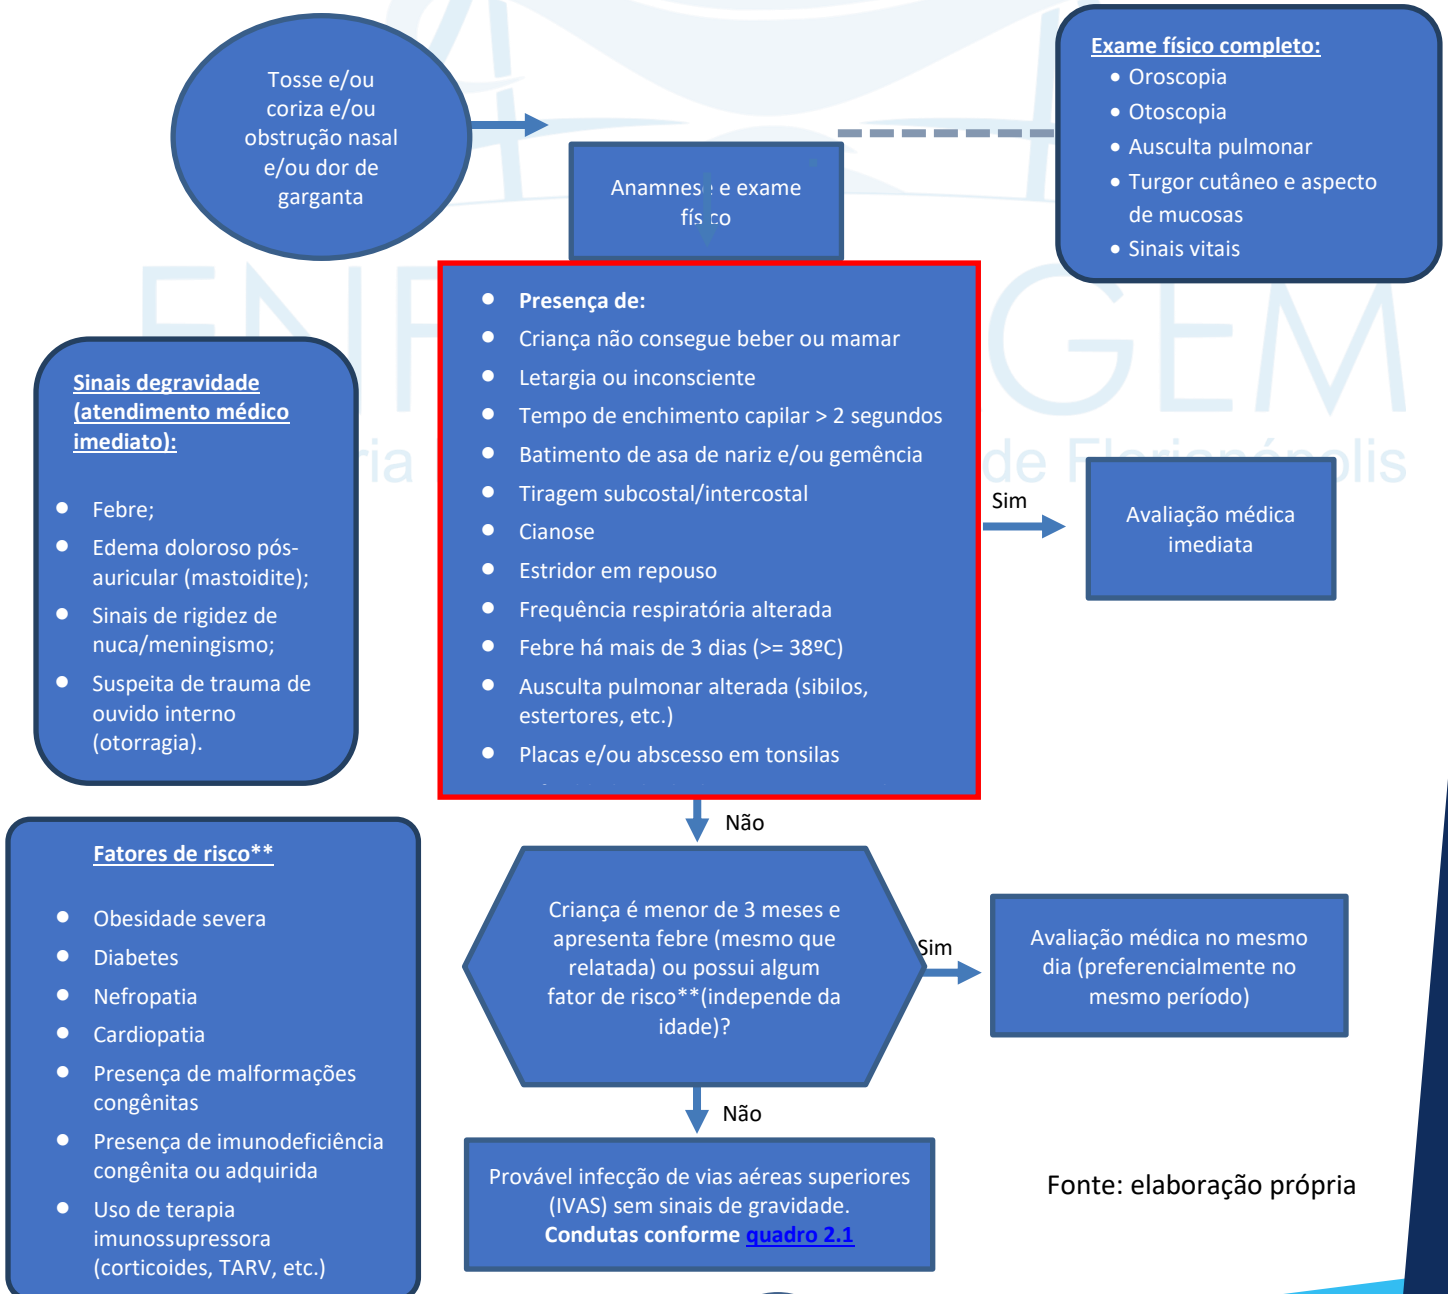 Tosse e/ou
coriza e/ou
obstrução nasal
e/ou dor de
garganta
Anamnese e exame
físico
Exame físico completo:
• Oroscopia
• Otoscopia
• Ausculta pulmonar
• Turgor cutâneo e aspecto
de mucosas
• Sinais vitais
• Presença de:
• Criança não consegue beber ou mamar
• Letargia ou inconsciente
• Tempo de enchimento capilar > 2 segundos
• Batimento de asa de nariz e/ou gemência
• Tiragem subcostal/intercostal
• Cianose
• Estridor em repouso
• Frequência respiratória alterada
• Febre há mais de 3 dias (>= 38ºC)
• Ausculta pulmonar alterada (sibilos,
estertores, etc.)
• Placas e/ou abscesso em tonsilas
Sinais degravidade
(atendimento médico
imediato):
• Febre;
• Edema doloroso pós-
auricular (mastoidite);
• Sinais de rigidez de
nuca/meningismo;
• Suspeita de trauma de
ouvido interno
(otorragia).
Sim
Avaliação médica
imediata
Não
Fatores de risco**
• Obesidade severa
• Diabetes
• Nefropatia
• Cardiopatia
• Presença de malformações
congênitas
• Presença de imunodeficiência
congênita ou adquirida
• Uso de terapia
imunossupressora
(corticoides, TARV, etc.)
Criança é menor de 3 meses e
apresenta febre (mesmo que
relatada) ou possui algum
fator de risco**(independe da
idade)?
Sim
Avaliação médica no mesmo
dia (preferencialmente no
mesmo período)
Não
Provável infecção de vias aéreas superiores
(IVAS) sem sinais de gravidade.
Condutas conforme quadro 2.1
Fonte: elaboração própria